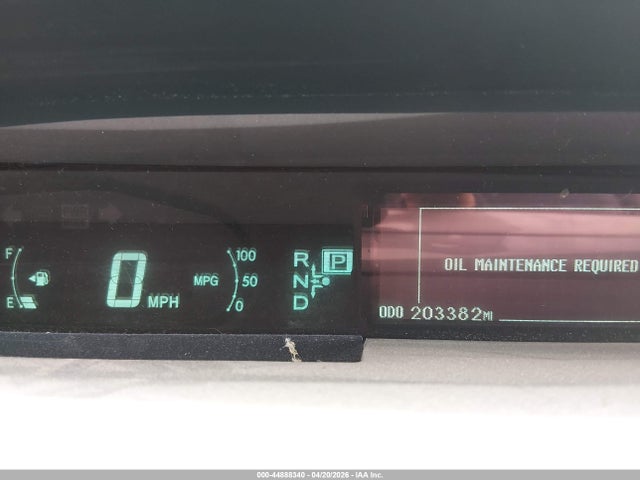 F
E
0 MPH
MPG
100
50
0
R
N
D
P
OIL MAINTENANCE REQUIRED
ODO 203382MI
000-44888340 - 04/20/2026 - IAA Inc.